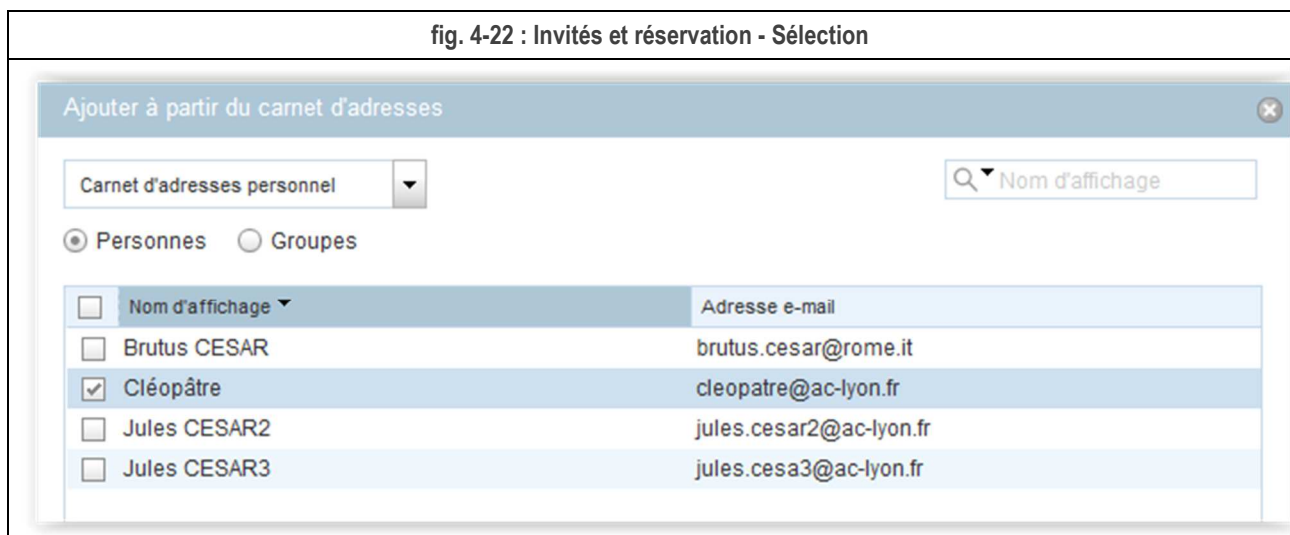 fig. 4-22 : Invités et réservation - Sélection
Ajouter à partir du carnet d'adresses
Carnet d'adresses personnel
Nom d'affichage
Personnes Groupes
Nom d'affichage Adresse e-mail
Brutus CESAR brutus.cesar@rome.it
Cléopâtre cleopatre@ac-lyon.fr
Jules CESAR2 jules.cesar2@ac-lyon.fr
Jules CESAR3 jules.cesa3@ac-lyon.fr